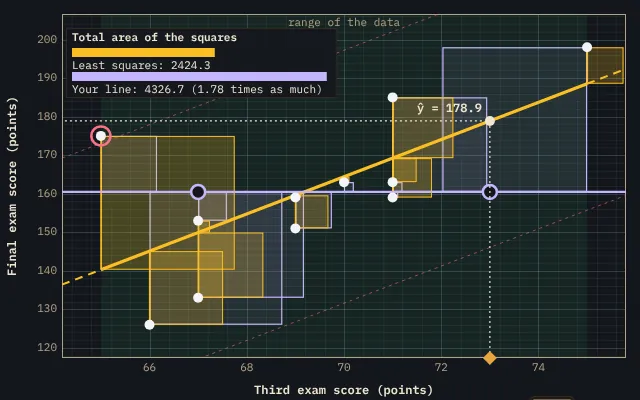 range of the data
Total area of the squares
Least squares: 2424.3
Your line: 4326.7 (1.78 times as much)
ŷ = 178.9
200
190
180
170
160
150
140
130
120
Final exam score (points)
66
68
70
72
74
Third exam score (points)